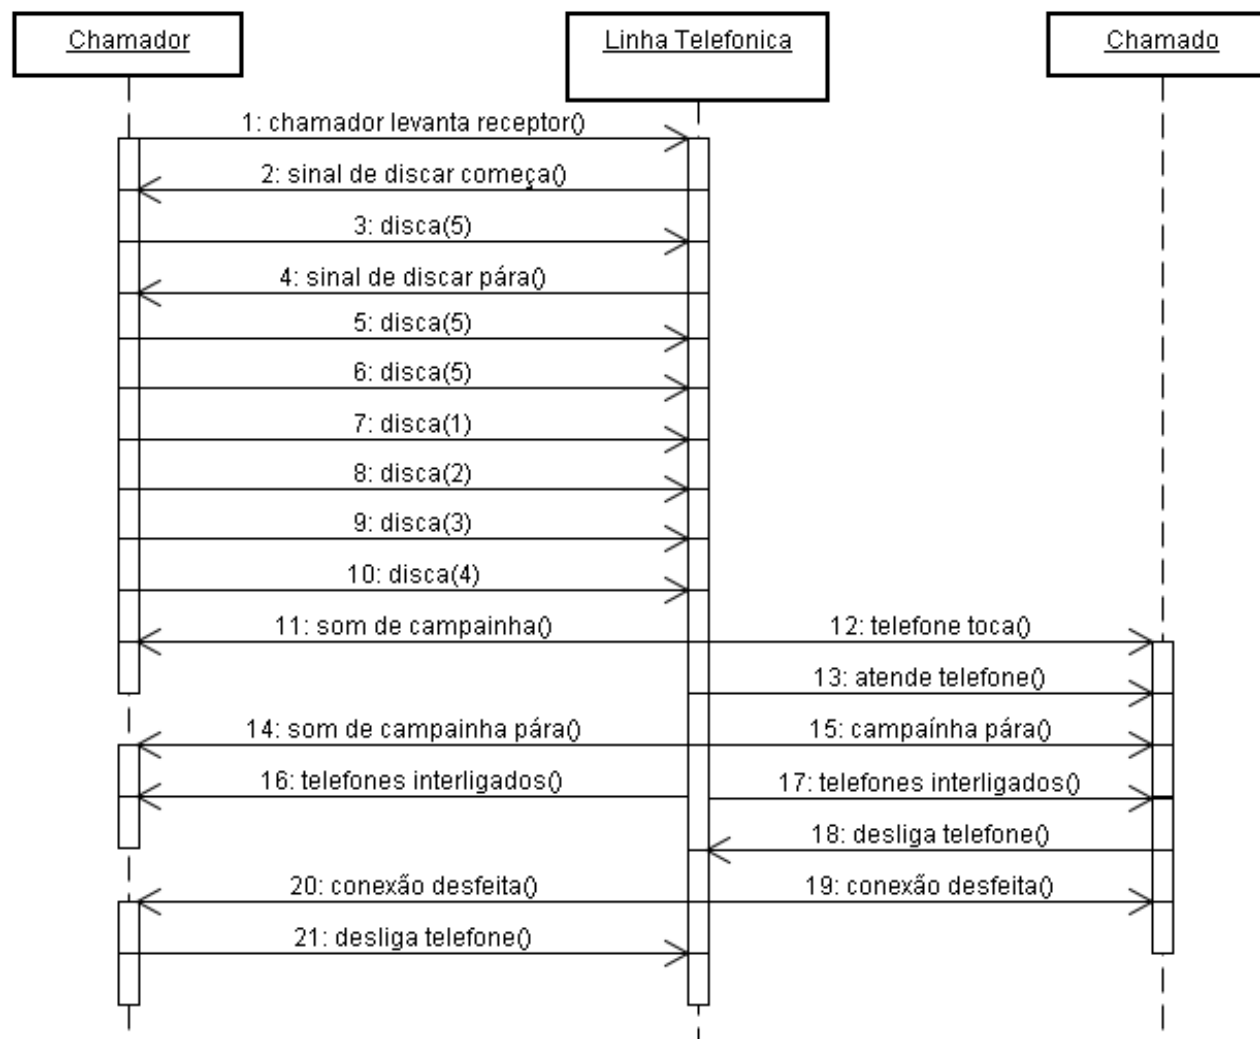 Chamador
Linha Telefonica
Chamado
1: chamador levanta receptor()
2: sinal de discar começa()
3: disca(5)
4: sinal de discar pára()
5: disca(5)
6: disca(5)
7: disca(1)
8: disca(2)
9: disca(3)
10: disca(4)
11: som de campainha()
12: telefone toca()
13: atende telefone()
14: som de campainha pára()
15: campaínha pára()
16: telefones interligados()
17: telefones interligados()
18: desliga telefone()
20: conexão desfeita()
19: conexão desfeita()
21: desliga telefone()